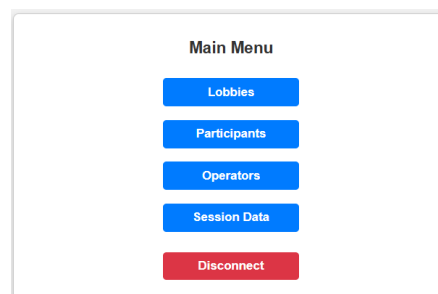 Main Menu
Lobbies
Participants
Operators
Session Data
Disconnect